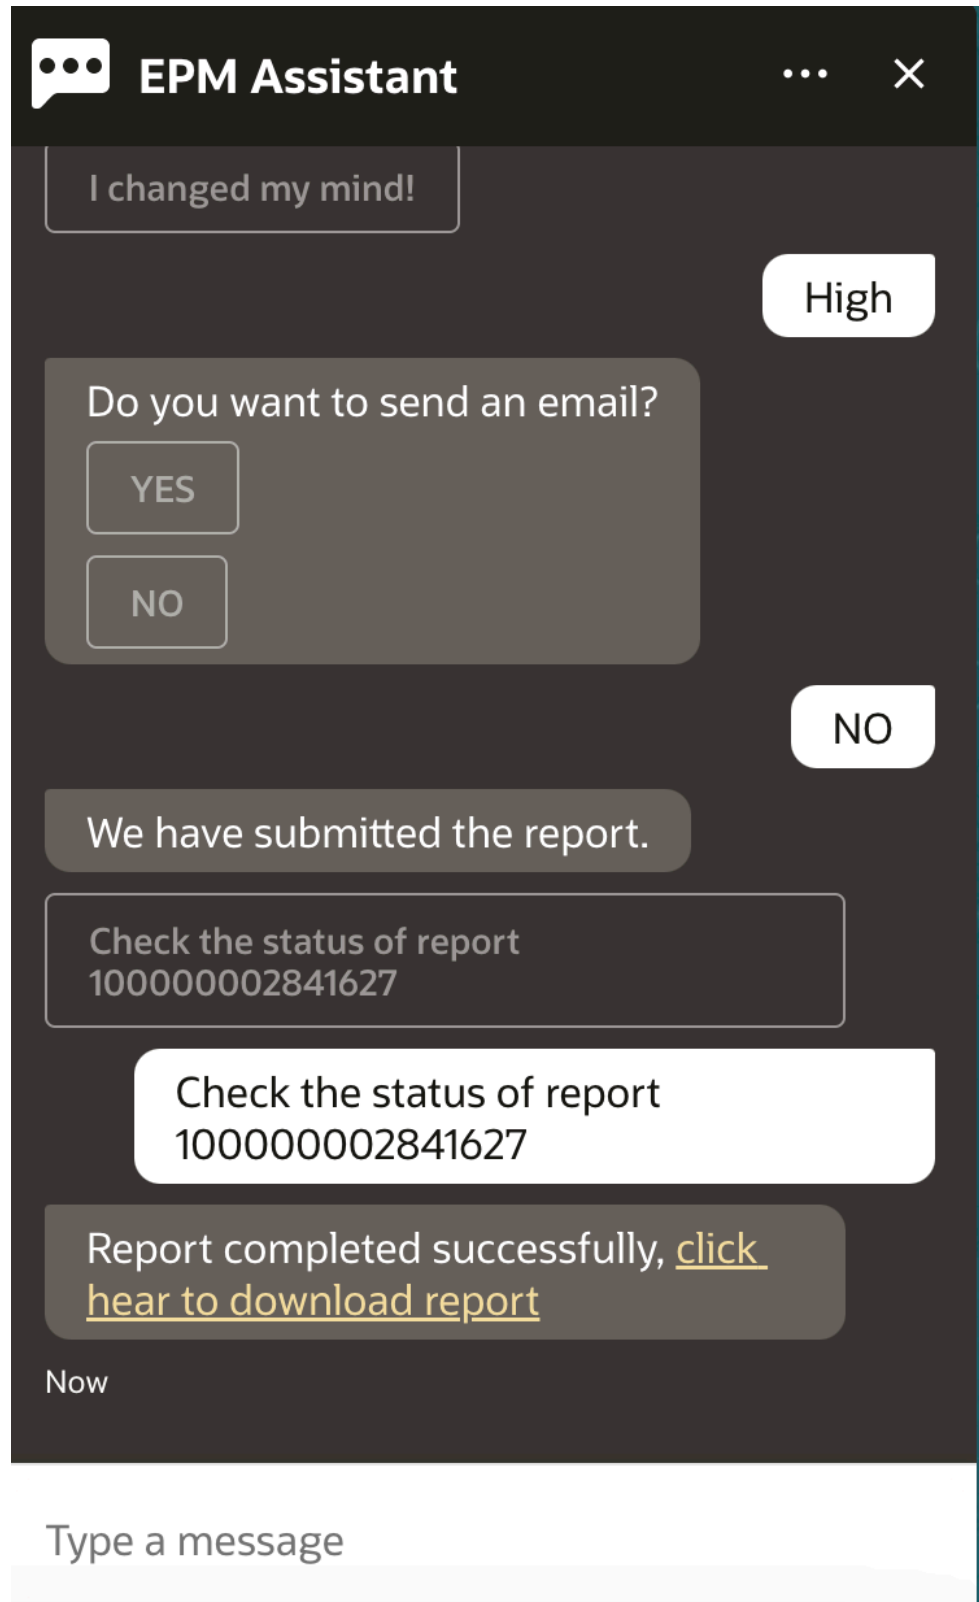 EPM Assistant
I changed my mind!
High
Do you want to send an email?
YES
NO
NO
We have submitted the report.
Check the status of report
100000002841627
Check the status of report
100000002841627
Report completed successfully, click
hear to download report
Now
Type a message